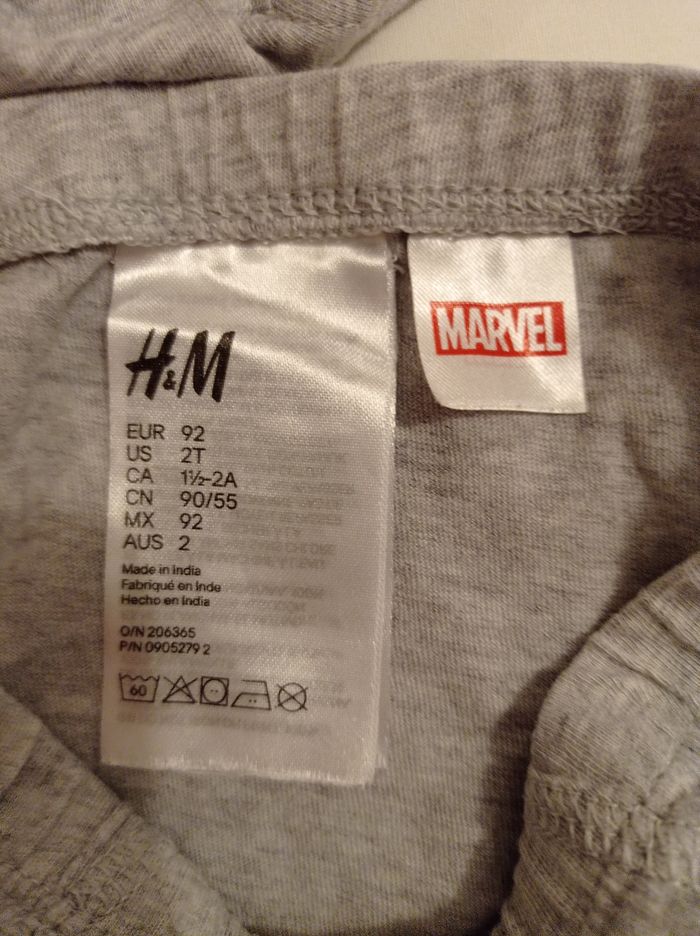 H&M
EUR 92
US 2T
CA 1½-2A
CN 90/55
MX 92
AUS 2
Made in India
Fabriqué en Inde
Hecho en India
O/N 206365
P/N 0905279 2
60
MARVEL